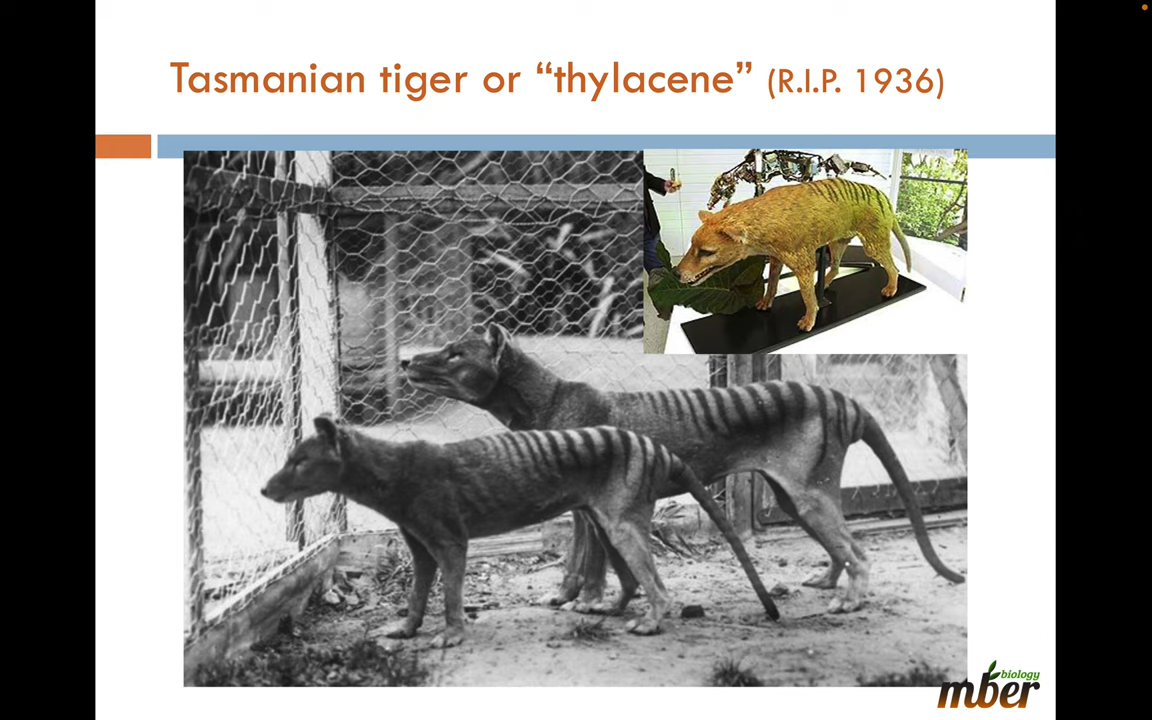 Tasmanian tiger or “thylacene” (R.I.P. 1936)
biology
mber